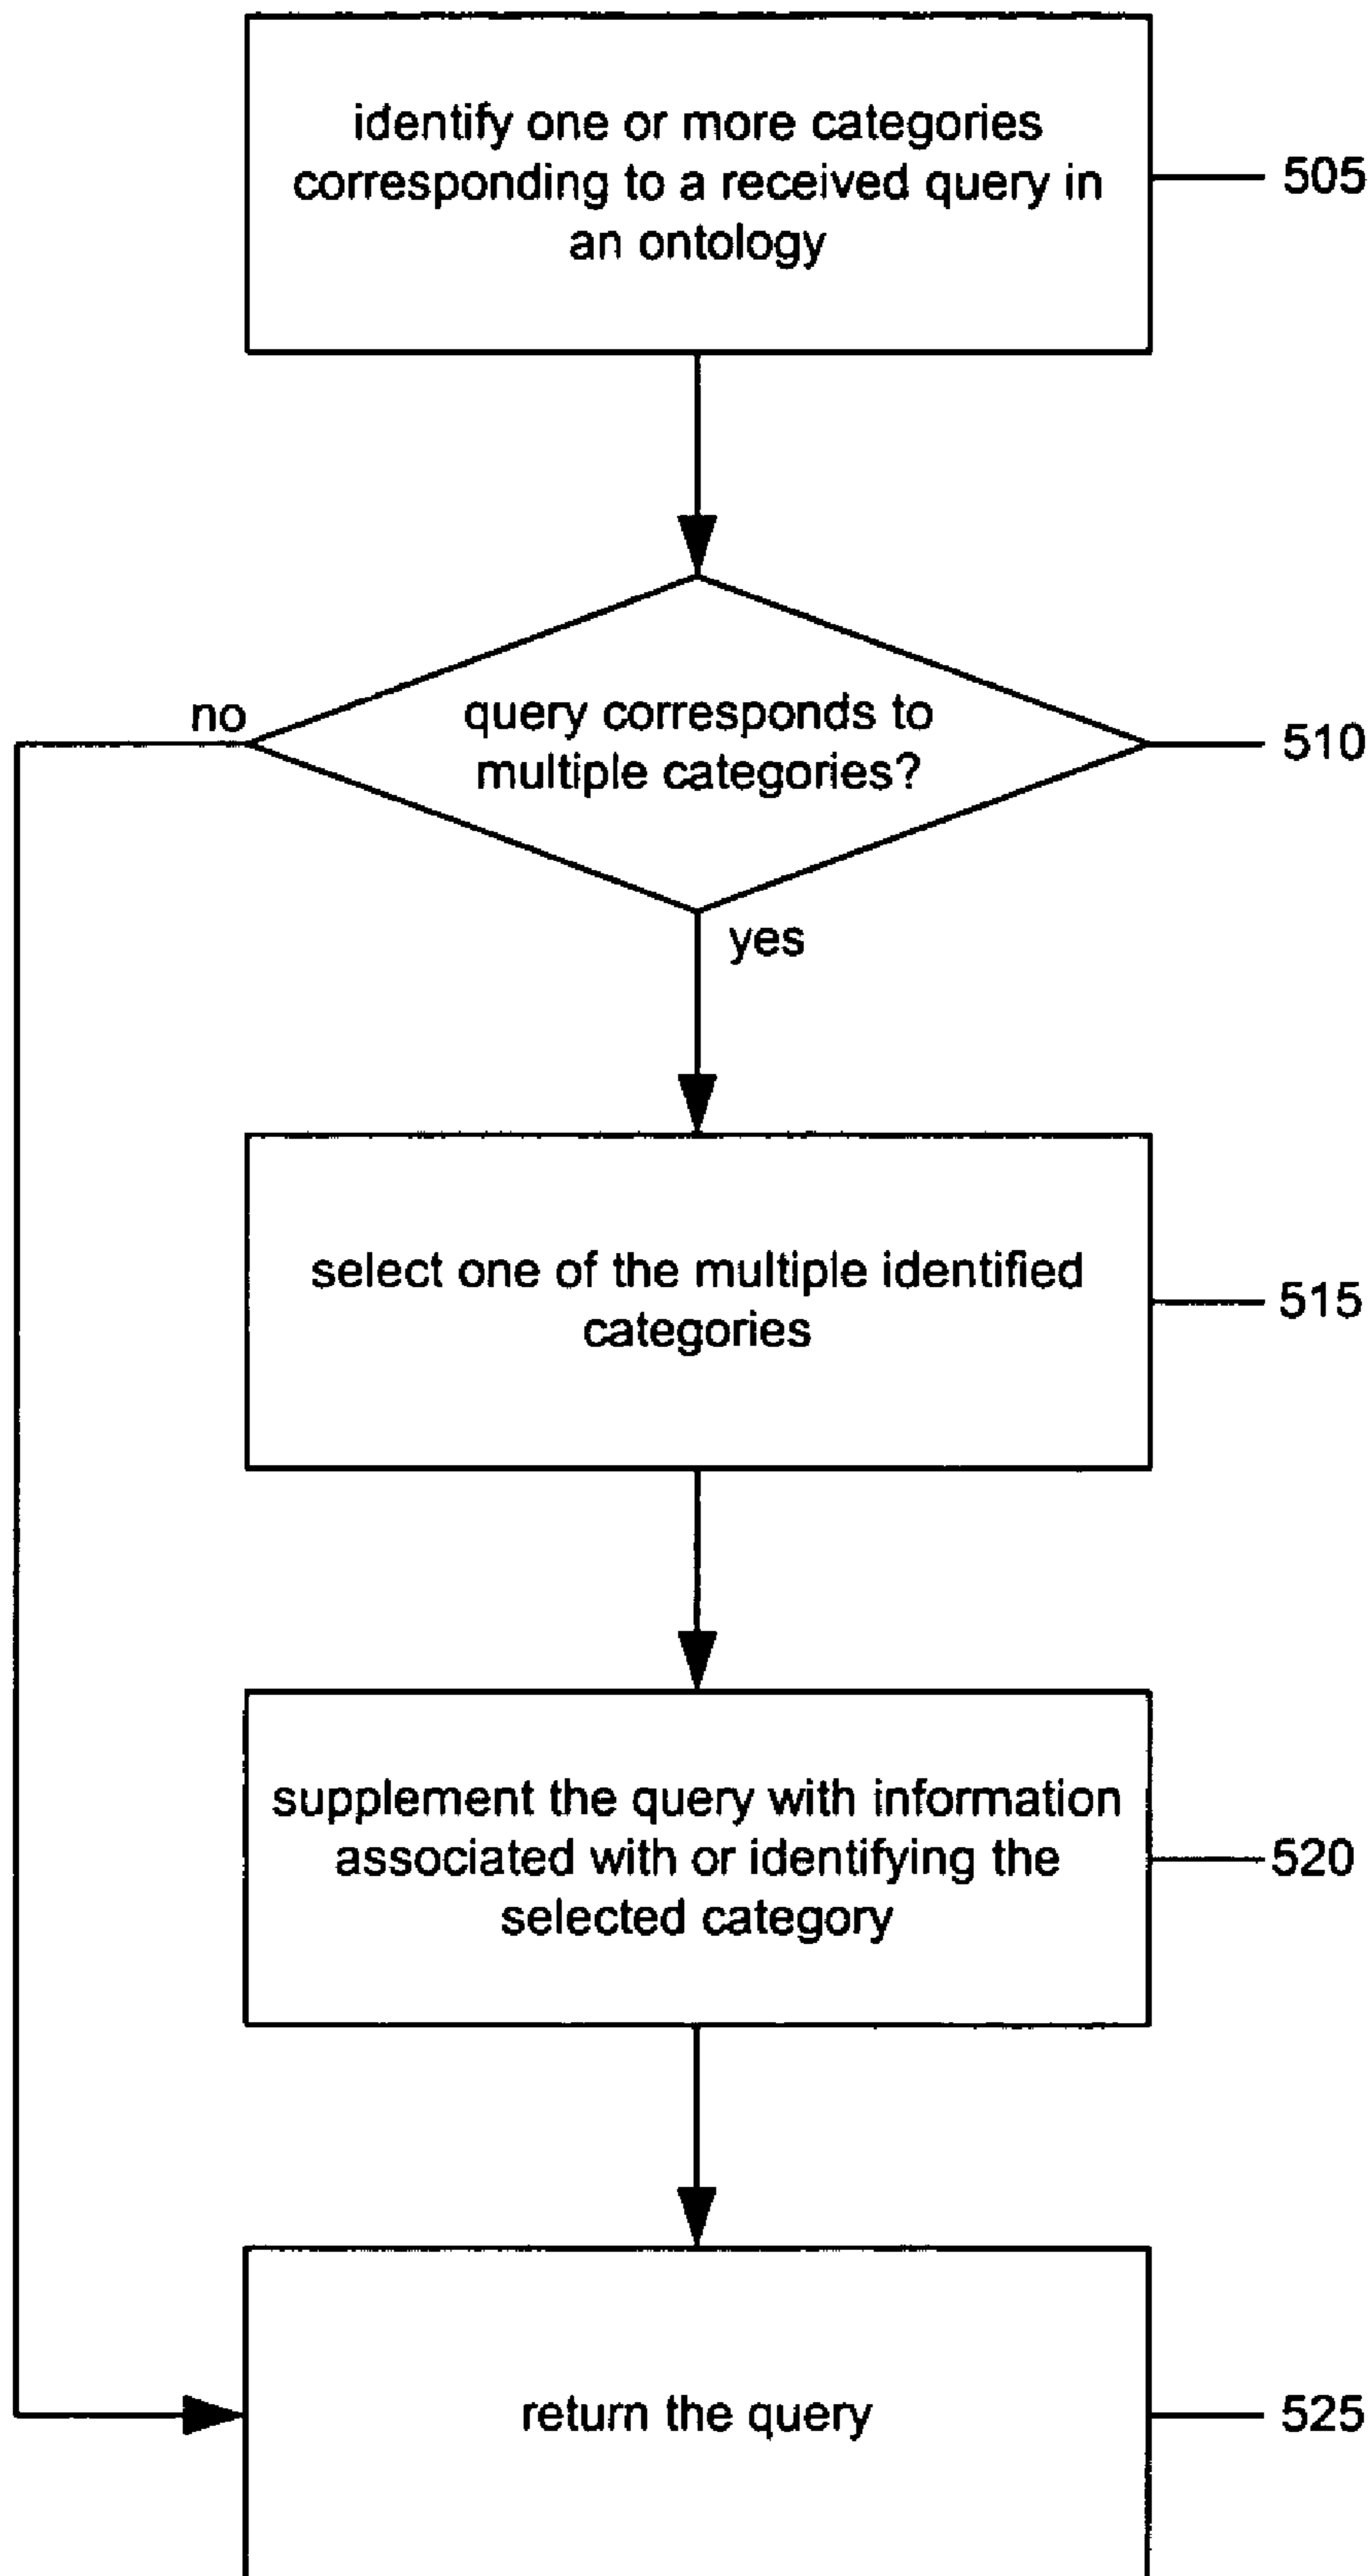 identify one or more categories
corresponding to a received query in
an ontology
505
no
query corresponds to
multiple categories?
510
yes
select one of the multiple identified
categories
515
supplement the query with information
associated with or identifying the
selected category
520
return the query
525